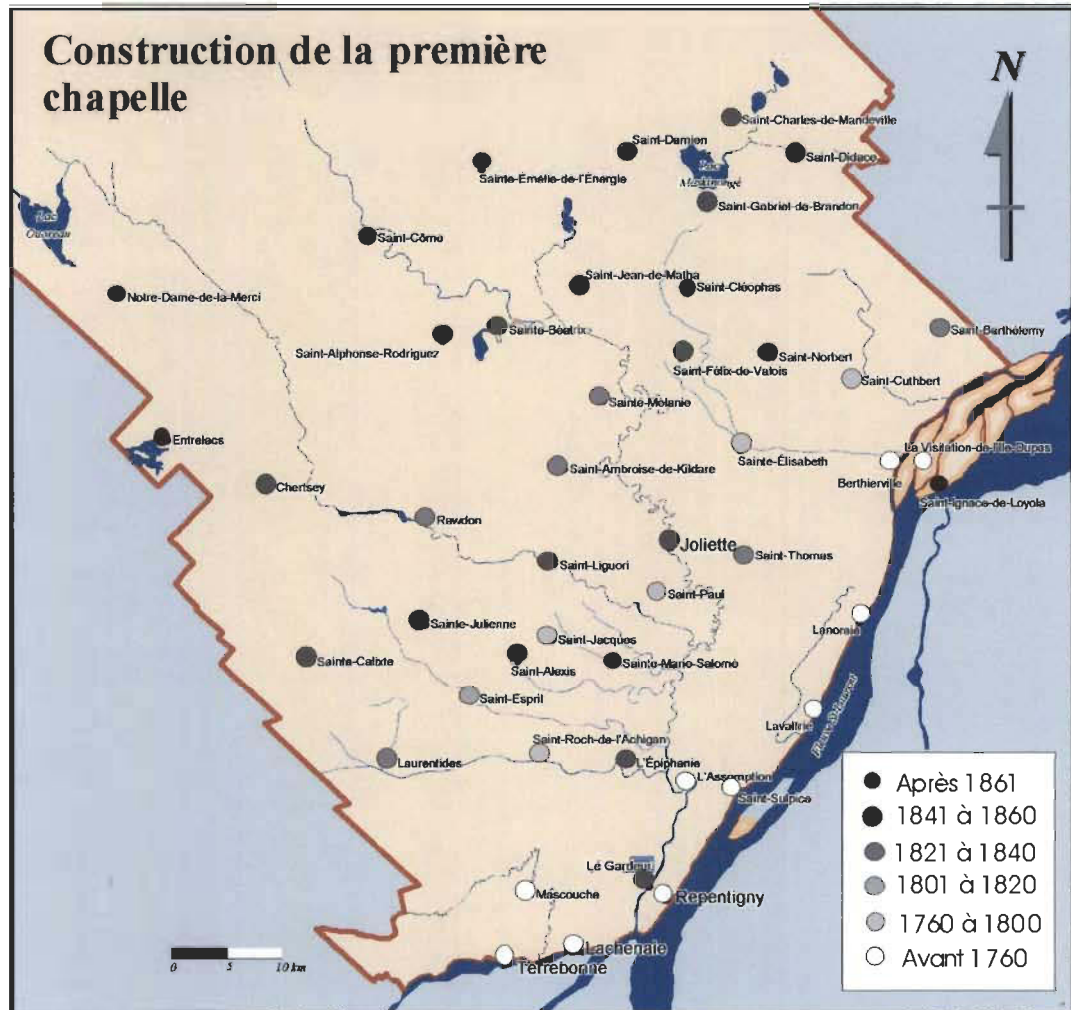 Construction de la première
chapelle
N
Saint-Charles-de-Mandeville
Saint-Damien
Saint-Didace
Sainte-Émélie-de-l'Énergie
Lac
Maskinongé
Saint-Gabriel-de-Brandon
Lac
Ouareau
Saint-Côme
Saint-Jean-de-Matha
Saint-Cléophas
Notre-Dame-de-la-Merci
Sainte-Béatrix
Saint-Barthélemy
Saint-Alphonse-Rodriguez
Saint-Norbert
Saint-Félix-de-Valois
Saint-Cuthbert
Sainte-Mélanie
Entrelacs
La Visitation-de-l'Ile-Dupas
Sainte-Élisabeth
Saint-Ambroise-de-Kildare
Berthierville
Chertsey
Saint-Ignace-de-Loyola
Rawdon
Joliette
Saint-Thomas
Saint-Liguori
Saint-Paul
Sainte-Julienne
Lanoraie
Saint-Jacques
Sainte-Calixte
Saint-Alexis
Sainte-Marie-Salomé
Saint-Esprit
Lavaltrie
Fleuve St-Laurent
Saint-Roch-de-l'Achigan
Laurentides
L'Épiphanie
L'Assomption
Saint-Sulpice
Le Gardeur
Mascouche
Repentigny
Lachenaie
Terrebonne
0 5 10 km
Après 1861
1841 à 1860
1821 à 1840
1801 à 1820
1760 à 1800
Avant 1760